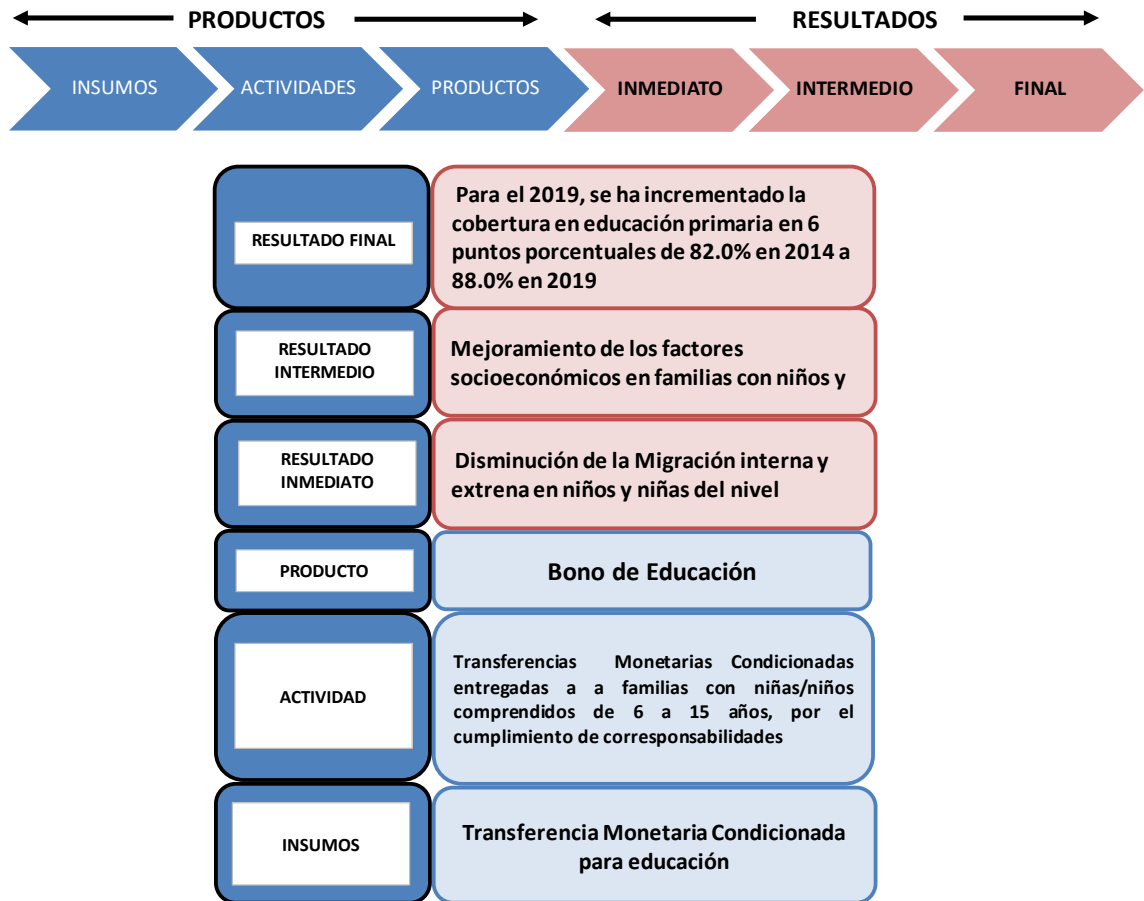 PRODUCTOS
RESULTADOS
INSUMOS
ACTIVIDADES
PRODUCTOS
INMEDIATO
INTERMEDIO
FINAL
RESULTADO FINAL
Para el 2019, se ha incrementado la
cobertura en educación primaria en 6
puntos porcentuales de 82.0% en 2014 a
88.0% en 2019
RESULTADO
INTERMEDIO
Mejoramiento de los factores
socioeconómicos en familias con niños y
RESULTADO
INMEDIATO
Disminución de la Migración interna y
extrena en niños y niñas del nivel
PRODUCTO
Bono de Educación
ACTIVIDAD
Transferencias Monetarias Condicionadas
entregadas a a familias con niñas/niños
comprendidos de 6 a 15 años, por el
cumplimiento de corresponsabilidades
INSUMOS
Transferencia Monetaria Condicionada
para educación